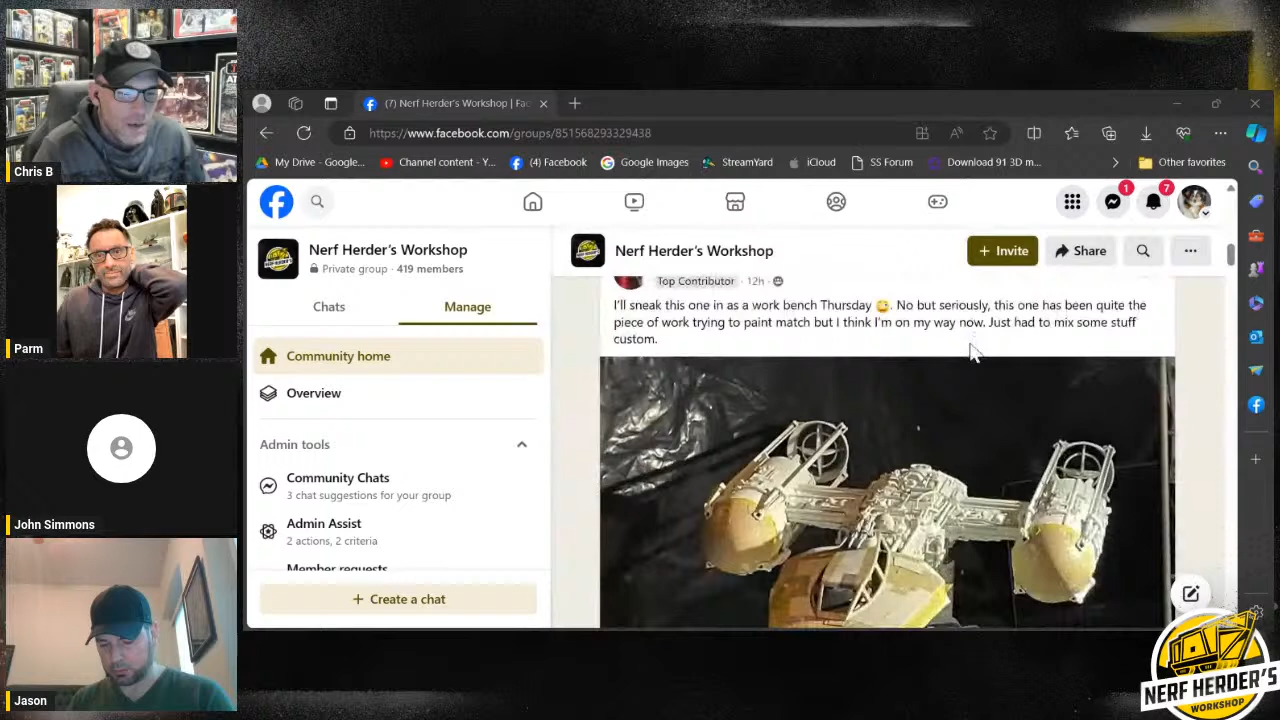 Chris B
Parm
John Simmons
Jason
(7) Nerf Herder's Workshop | Fac
https://www.facebook.com/groups/851568293329438
My Drive - Google...
Channel content - Y...
(4) Facebook
Google Images
StreamYard
iCloud
SS Forum
Download 91 3D m...
Other favorites
1
7
Nerf Herder's Workshop
Private group · 419 members
Chats
Manage
Community home
Overview
Admin tools
Community Chats
3 chat suggestions for your group
Admin Assist
2 actions, 2 criteria
Member requests
+ Create a chat
Nerf Herder's Workshop
+ Invite
Share
Top Contributor · 12h
I'll sneak this one in as a work bench Thursday. No but seriously, this one has been quite the
piece of work trying to paint match but I think I'm on my way now. Just had to mix some stuff
custom.
NERF HERDER'S
WORKSHOP